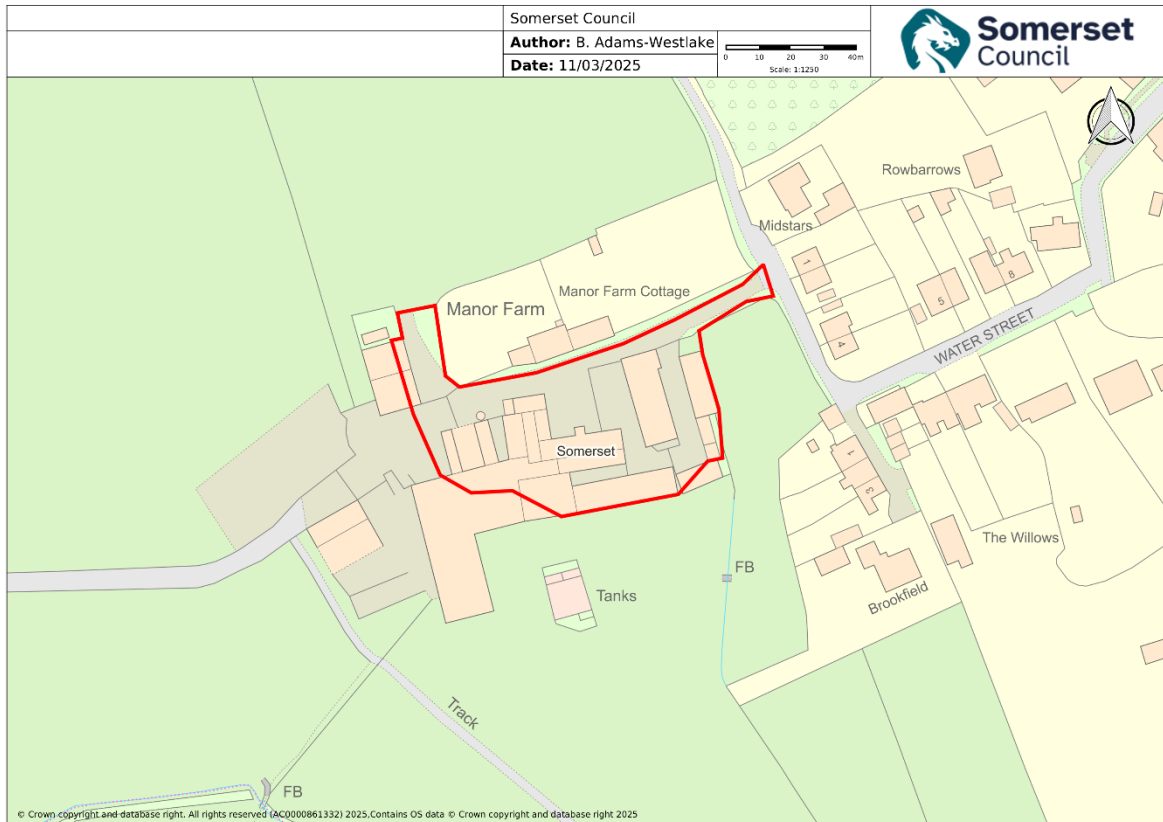 Somerset Council
Author: B. Adams-Westlake
Date: 11/03/2025
0 10 20 30 40m
Scale: 1:1250
Somerset
Council
Rowbarrows
Midstars
1
8
Manor Farm Cottage
5
Manor Farm
4
WATER STREET
Somerset
1
3
The Willows
FB
Tanks
Brookfield
Track
FB
© Crown copyright and database right. All rights reserved (AC0000861332) 2025.Contains OS data © Crown copyright and database right 2025